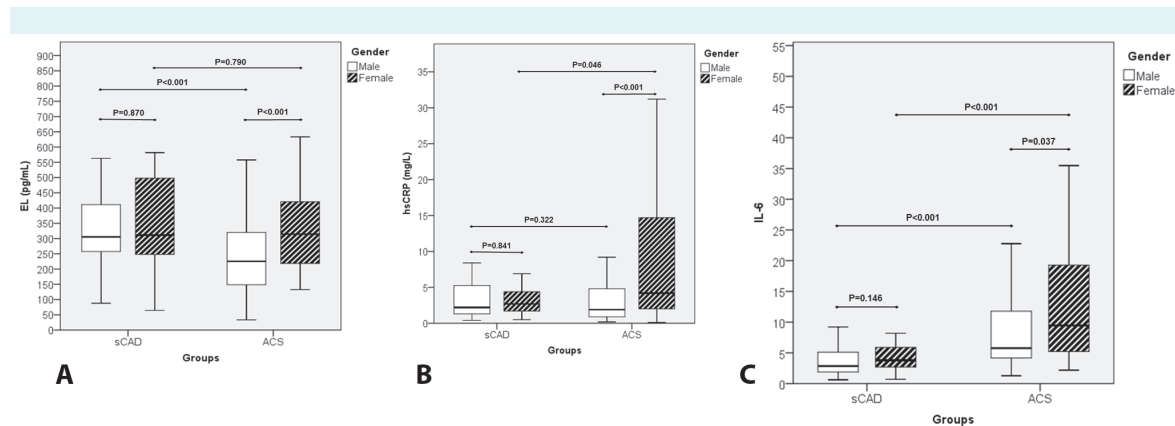 900
850
800
750
700
650
600
550
500
450
400
350
300
250
200
150
100
50
0
EL (pg/mL)
P=0.790
P<0.001
P=0.870
P<0.001
sCAD
ACS
Groups
Gender
Male
Female
A
35
30
25
20
15
10
5
0
hsCRP (mg/L)
P=0.046
P<0.001
P=0.322
P=0.841
sCAD
ACS
Groups
Gender
Male
Female
B
55
50
45
40
35
30
25
20
15
10
5
0
IL-6
P<0.001
P=0.037
P<0.001
P=0.146
sCAD
ACS
Groups
Gender
Male
Female
C